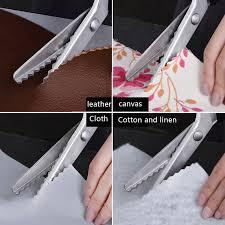 leather
canvas
Cloth
Cotton and linen